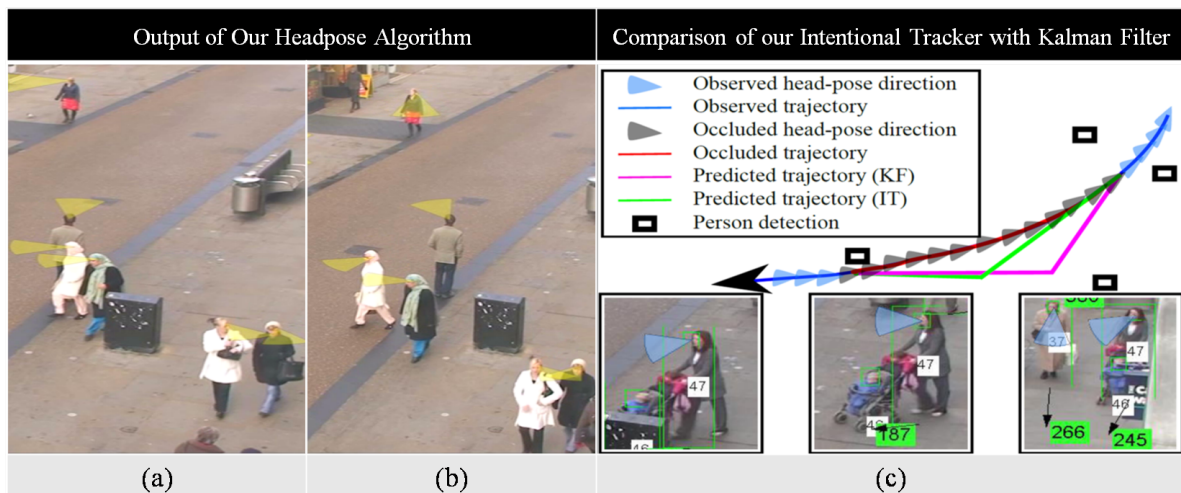 Output of Our Headpose Algorithm
Comparison of our Intentional Tracker with Kalman Filter
Observed head-pose direction
Observed trajectory
Occluded head-pose direction
Occluded trajectory
Predicted trajectory (KF)
Predicted trajectory (IT)
Person detection
47
47
187
37
47
46
266
245
(a)
(b)
(c)